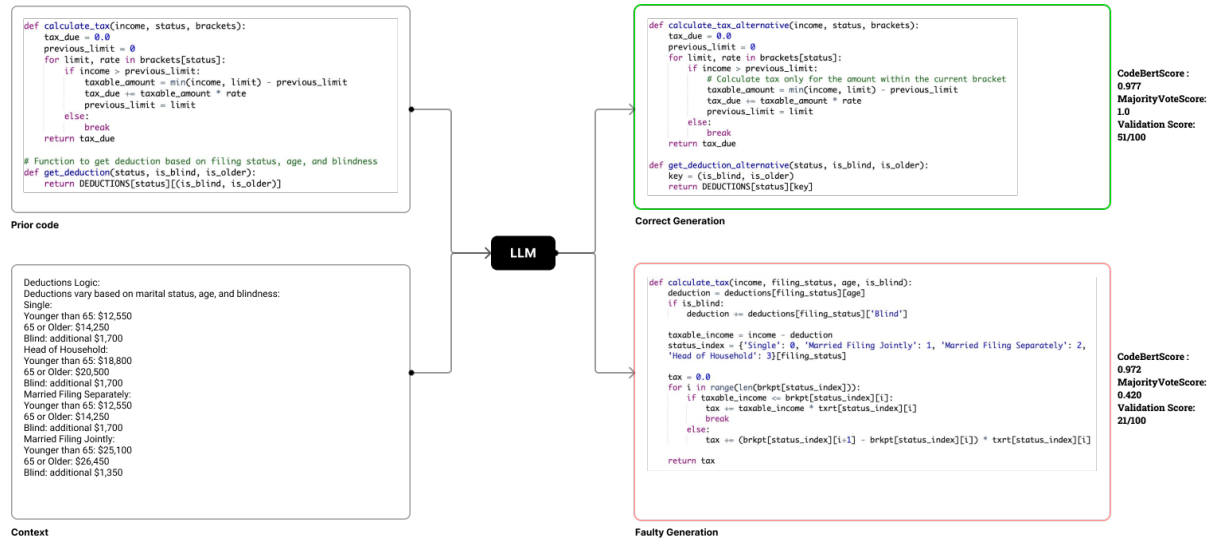 def calculate_tax(income, status, brackets):
    tax_due = 0.0
    previous_limit = 0
    for limit, rate in brackets[status]:
        if income > previous_limit:
            taxable_amount = min(income, limit) - previous_limit
            tax_due += taxable_amount * rate
            previous_limit = limit
        else:
            break
    return tax_due

# Function to get deduction based on filing status, age, and blindness
def get_deduction(status, is_blind, is_older):
    return DEDUCTIONS[status][(is_blind, is_older)]
Prior code
Deductions Logic:
Deductions vary based on marital status, age, and blindness:
Single:
Younger than 65: $12,550
65 or Older: $14,250
Blind: additional $1,700
Head of Household:
Younger than 65: $18,800
65 or Older: $20,500
Blind: additional $1,700
Married Filing Separately:
Younger than 65: $12,550
65 or Older: $14,250
Blind: additional $1,700
Married Filing Jointly:
Younger than 65: $25,100
65 or Older: $26,450
Blind: additional $1,350
Context
LLM
def calculate_tax_alternative(income, status, brackets):
    tax_due = 0.0
    previous_limit = 0
    for limit, rate in brackets[status]:
        if income > previous_limit:
            # Calculate tax only for the amount within the current bracket
            taxable_amount = min(income, limit) - previous_limit
            tax_due += taxable_amount * rate
            previous_limit = limit
        else:
            break
    return tax_due

def get_deduction_alternative(status, is_blind, is_older):
    key = (is_blind, is_older)
    return DEDUCTIONS[status][key]
Correct Generation
CodeBertScore :
0.977
MajorityVoteScore:
1.0
Validation Score:
51/100
def calculate_tax(income, filing_status, age, is_blind):
    deduction = deductions[filing_status][age]
    if is_blind:
        deduction += deductions[filing_status]['Blind']

    taxable_income = income - deduction
    status_index = {'Single': 0, 'Married Filing Jointly': 1, 'Married Filing Separately': 2,
    'Head of Household': 3}[filing_status]

    tax = 0.0
    for i in range(len(brkpt[status_index])):
        if taxable_income <= brkpt[status_index][i]:
            tax += taxable_income * txrt[status_index][i]
            break
        else:
            tax += (brkpt[status_index][i+1] - brkpt[status_index][i]) * txrt[status_index][i]

    return tax
Faulty Generation
CodeBertScore :
0.972
MajorityVoteScore:
0.420
Validation Score:
21/100